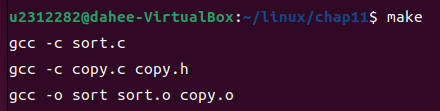 u2312282@dahee-VirtualBox:~/linux/chap11$ make
gcc -c sort.c
gcc -c copy.c copy.h
gcc -o sort sort.o copy.o